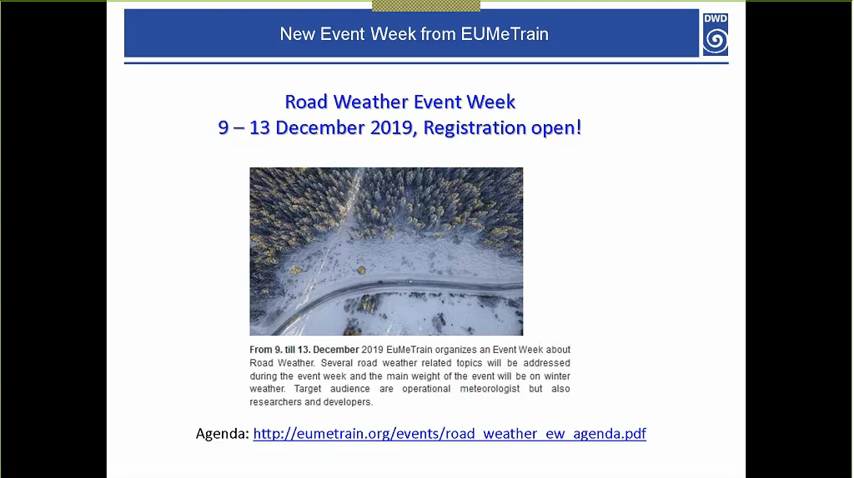 New Event Week from EUMeTrain
DWD
Road Weather Event Week
9 – 13 December 2019, Registration open!
From 9. till 13. December 2019 EuMeTrain organizes an Event Week about
Road Weather. Several road weather related topics will be addressed
during the event week and the main weight of the event will be on winter
weather. Target audience are operational meteorologist but also
researchers and developers.
Agenda: http://eumetrain.org/events/road_weather_ew_agenda.pdf